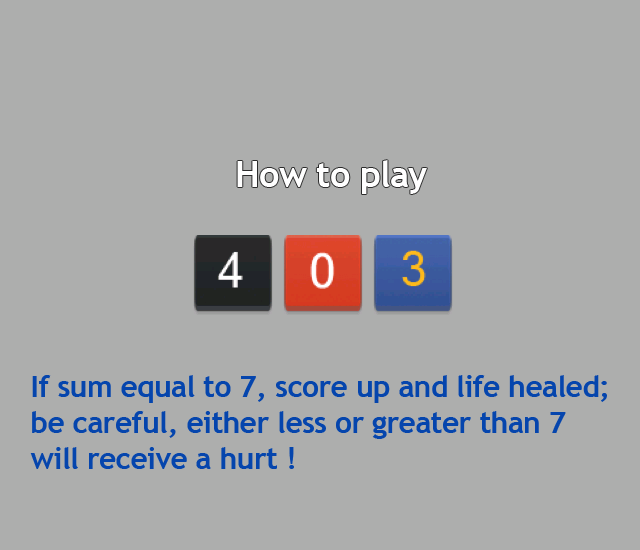 How to play
4 0 3
If sum equal to 7, score up and life healed;
be careful, either less or greater than 7
will receive a hurt !